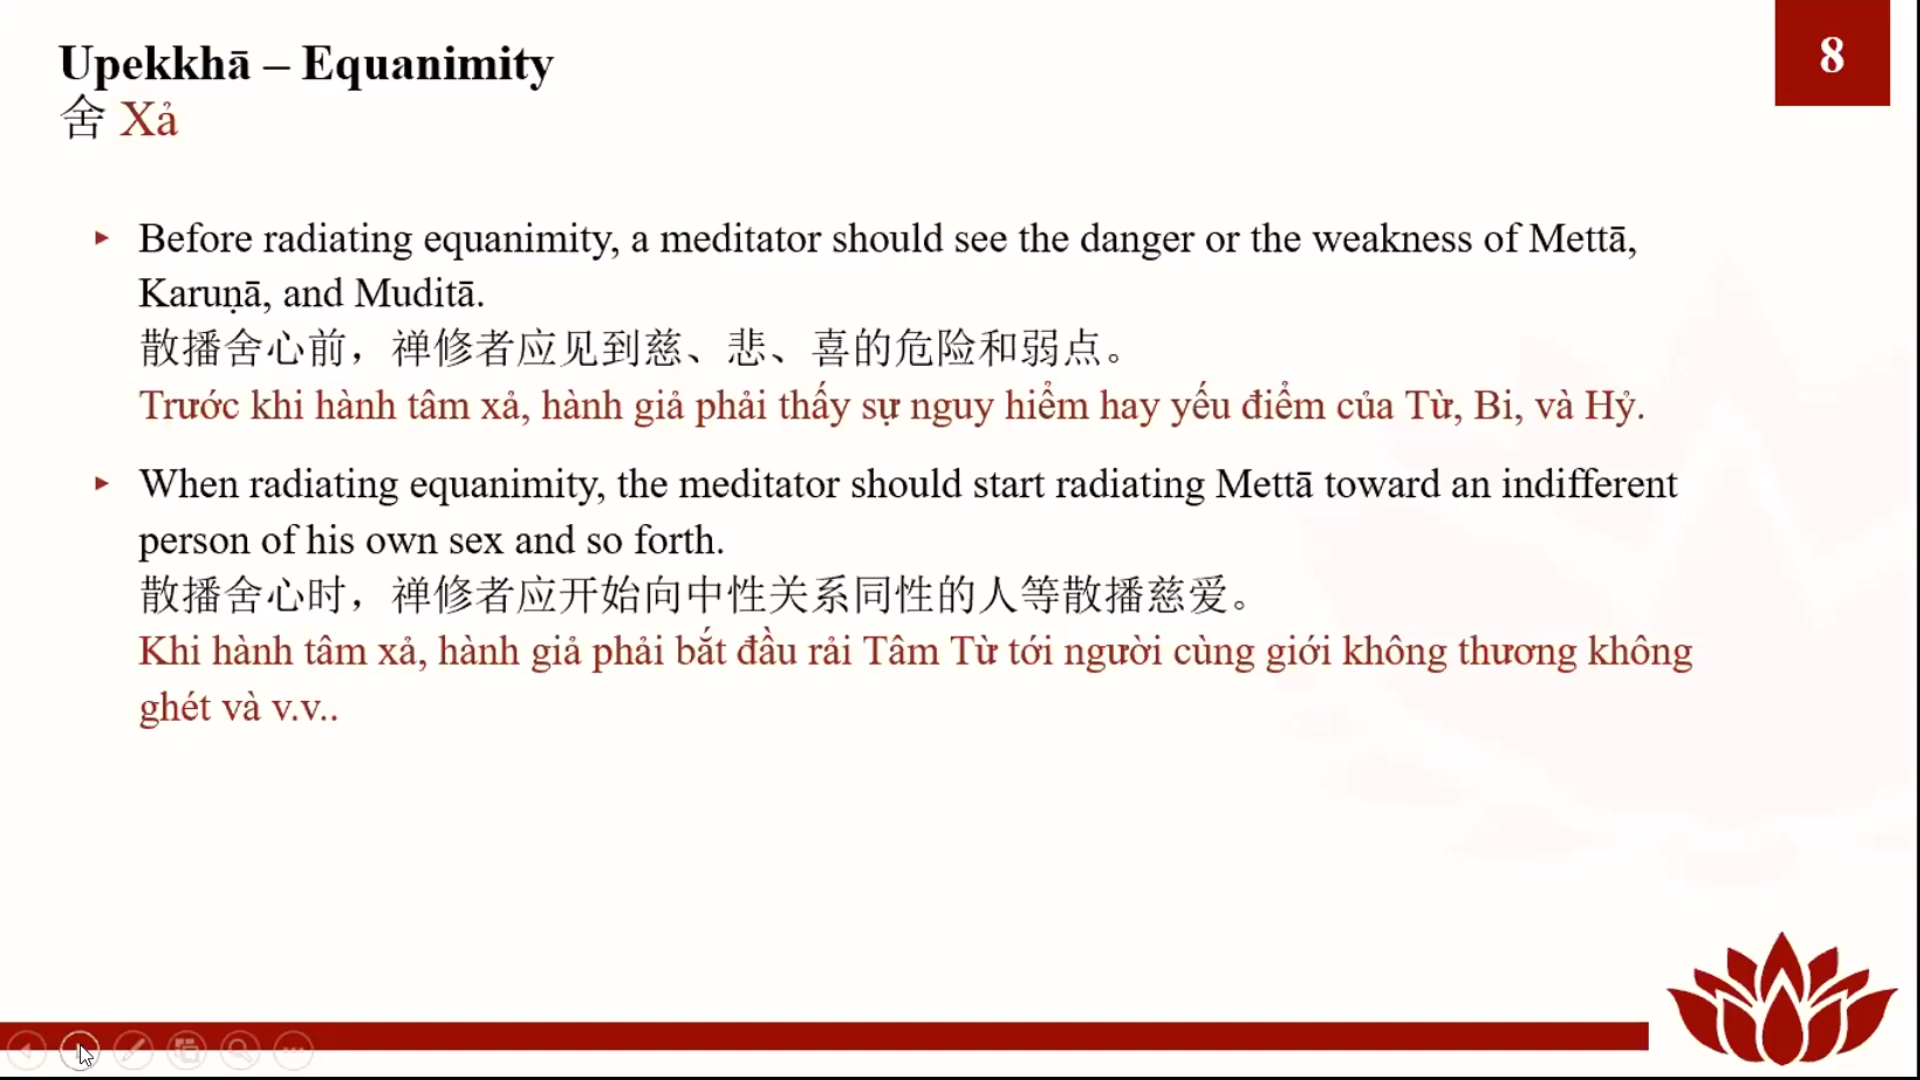 Upekkhā – Equanimity
8
舍 Xả
Before radiating equanimity, a meditator should see the danger or the weakness of Mettā,
Karuṇā, and Muditā.
散播舍心前，禅修者应见到慈、悲、喜的危险和弱点。
Trước khi hành tâm xả, hành giả phải thấy sự nguy hiểm hay yếu điểm của Từ, Bi, và Hỷ.
When radiating equanimity, the meditator should start radiating Mettā toward an indifferent
person of his own sex and so forth.
散播舍心时，禅修者应开始向中性关系同性的人等散播慈爱。
Khi hành tâm xả, hành giả phải bắt đầu rải Tâm Từ tới người cùng giới không thương không
ghét và v.v..